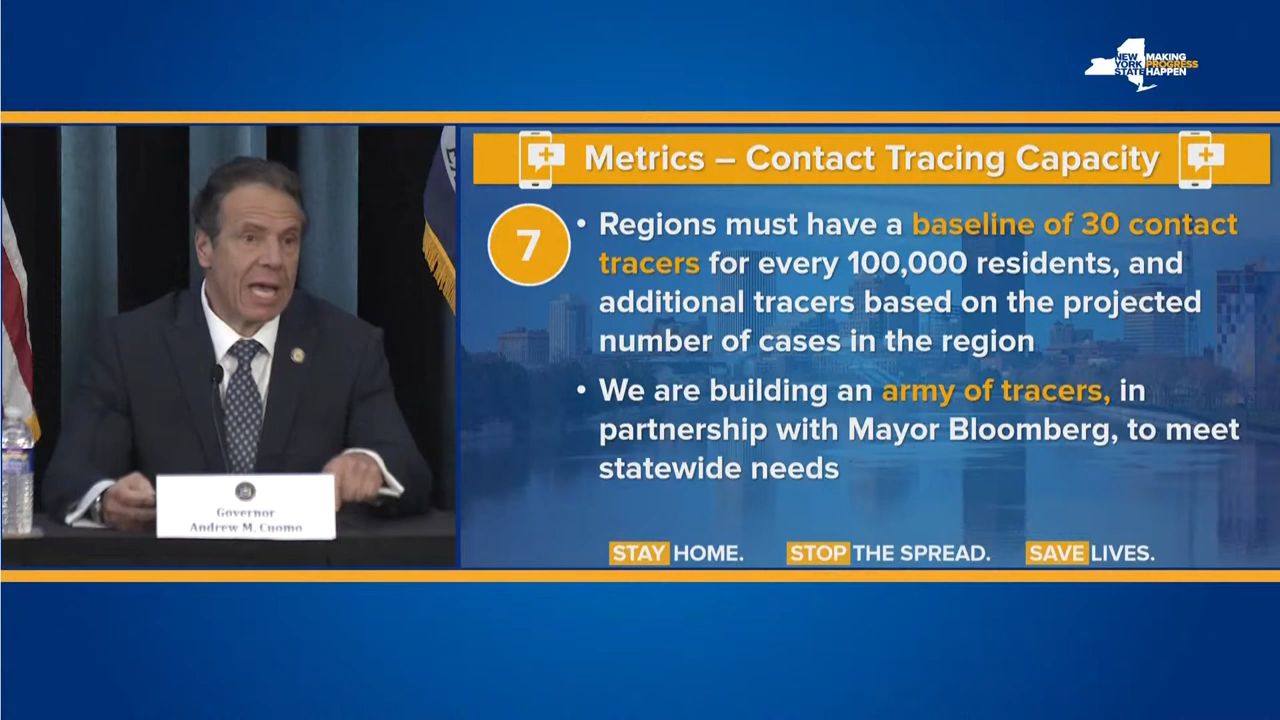 NEW YORK STATE
MAKING PROGRESS HAPPEN
Metrics – Contact Tracing Capacity
7
• Regions must have a baseline of 30 contact
tracers for every 100,000 residents, and
additional tracers based on the projected
number of cases in the region
• We are building an army of tracers, in
partnership with Mayor Bloomberg, to meet
statewide needs
Governor
Andrew M. Cuomo
STAY HOME. STOP THE SPREAD. SAVE LIVES.